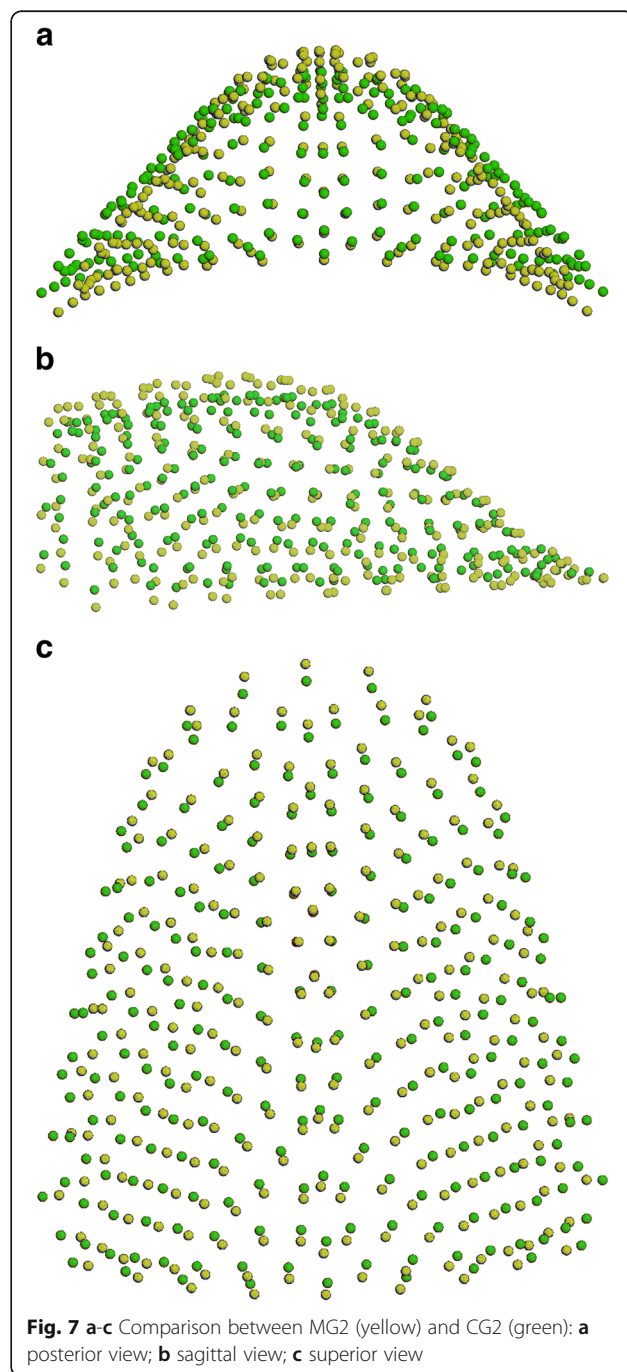 a
b
c
Fig. 7 a-c Comparison between MG2 (yellow) and CG2 (green): a
posterior view; b sagittal view; c superior view